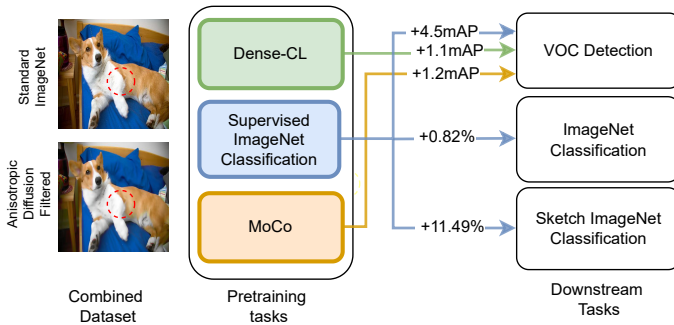 Standard
ImageNet
Anisotropic
Diffusion
Filtered
Combined
Dataset
Dense-CL
Supervised
ImageNet
Classification
MoCo
Pretraining
tasks
+4.5mAP
+1.1mAP
+1.2mAP
+0.82%
+11.49%
VOC Detection
ImageNet
Classification
Sketch ImageNet
Classification
Downstream
Tasks